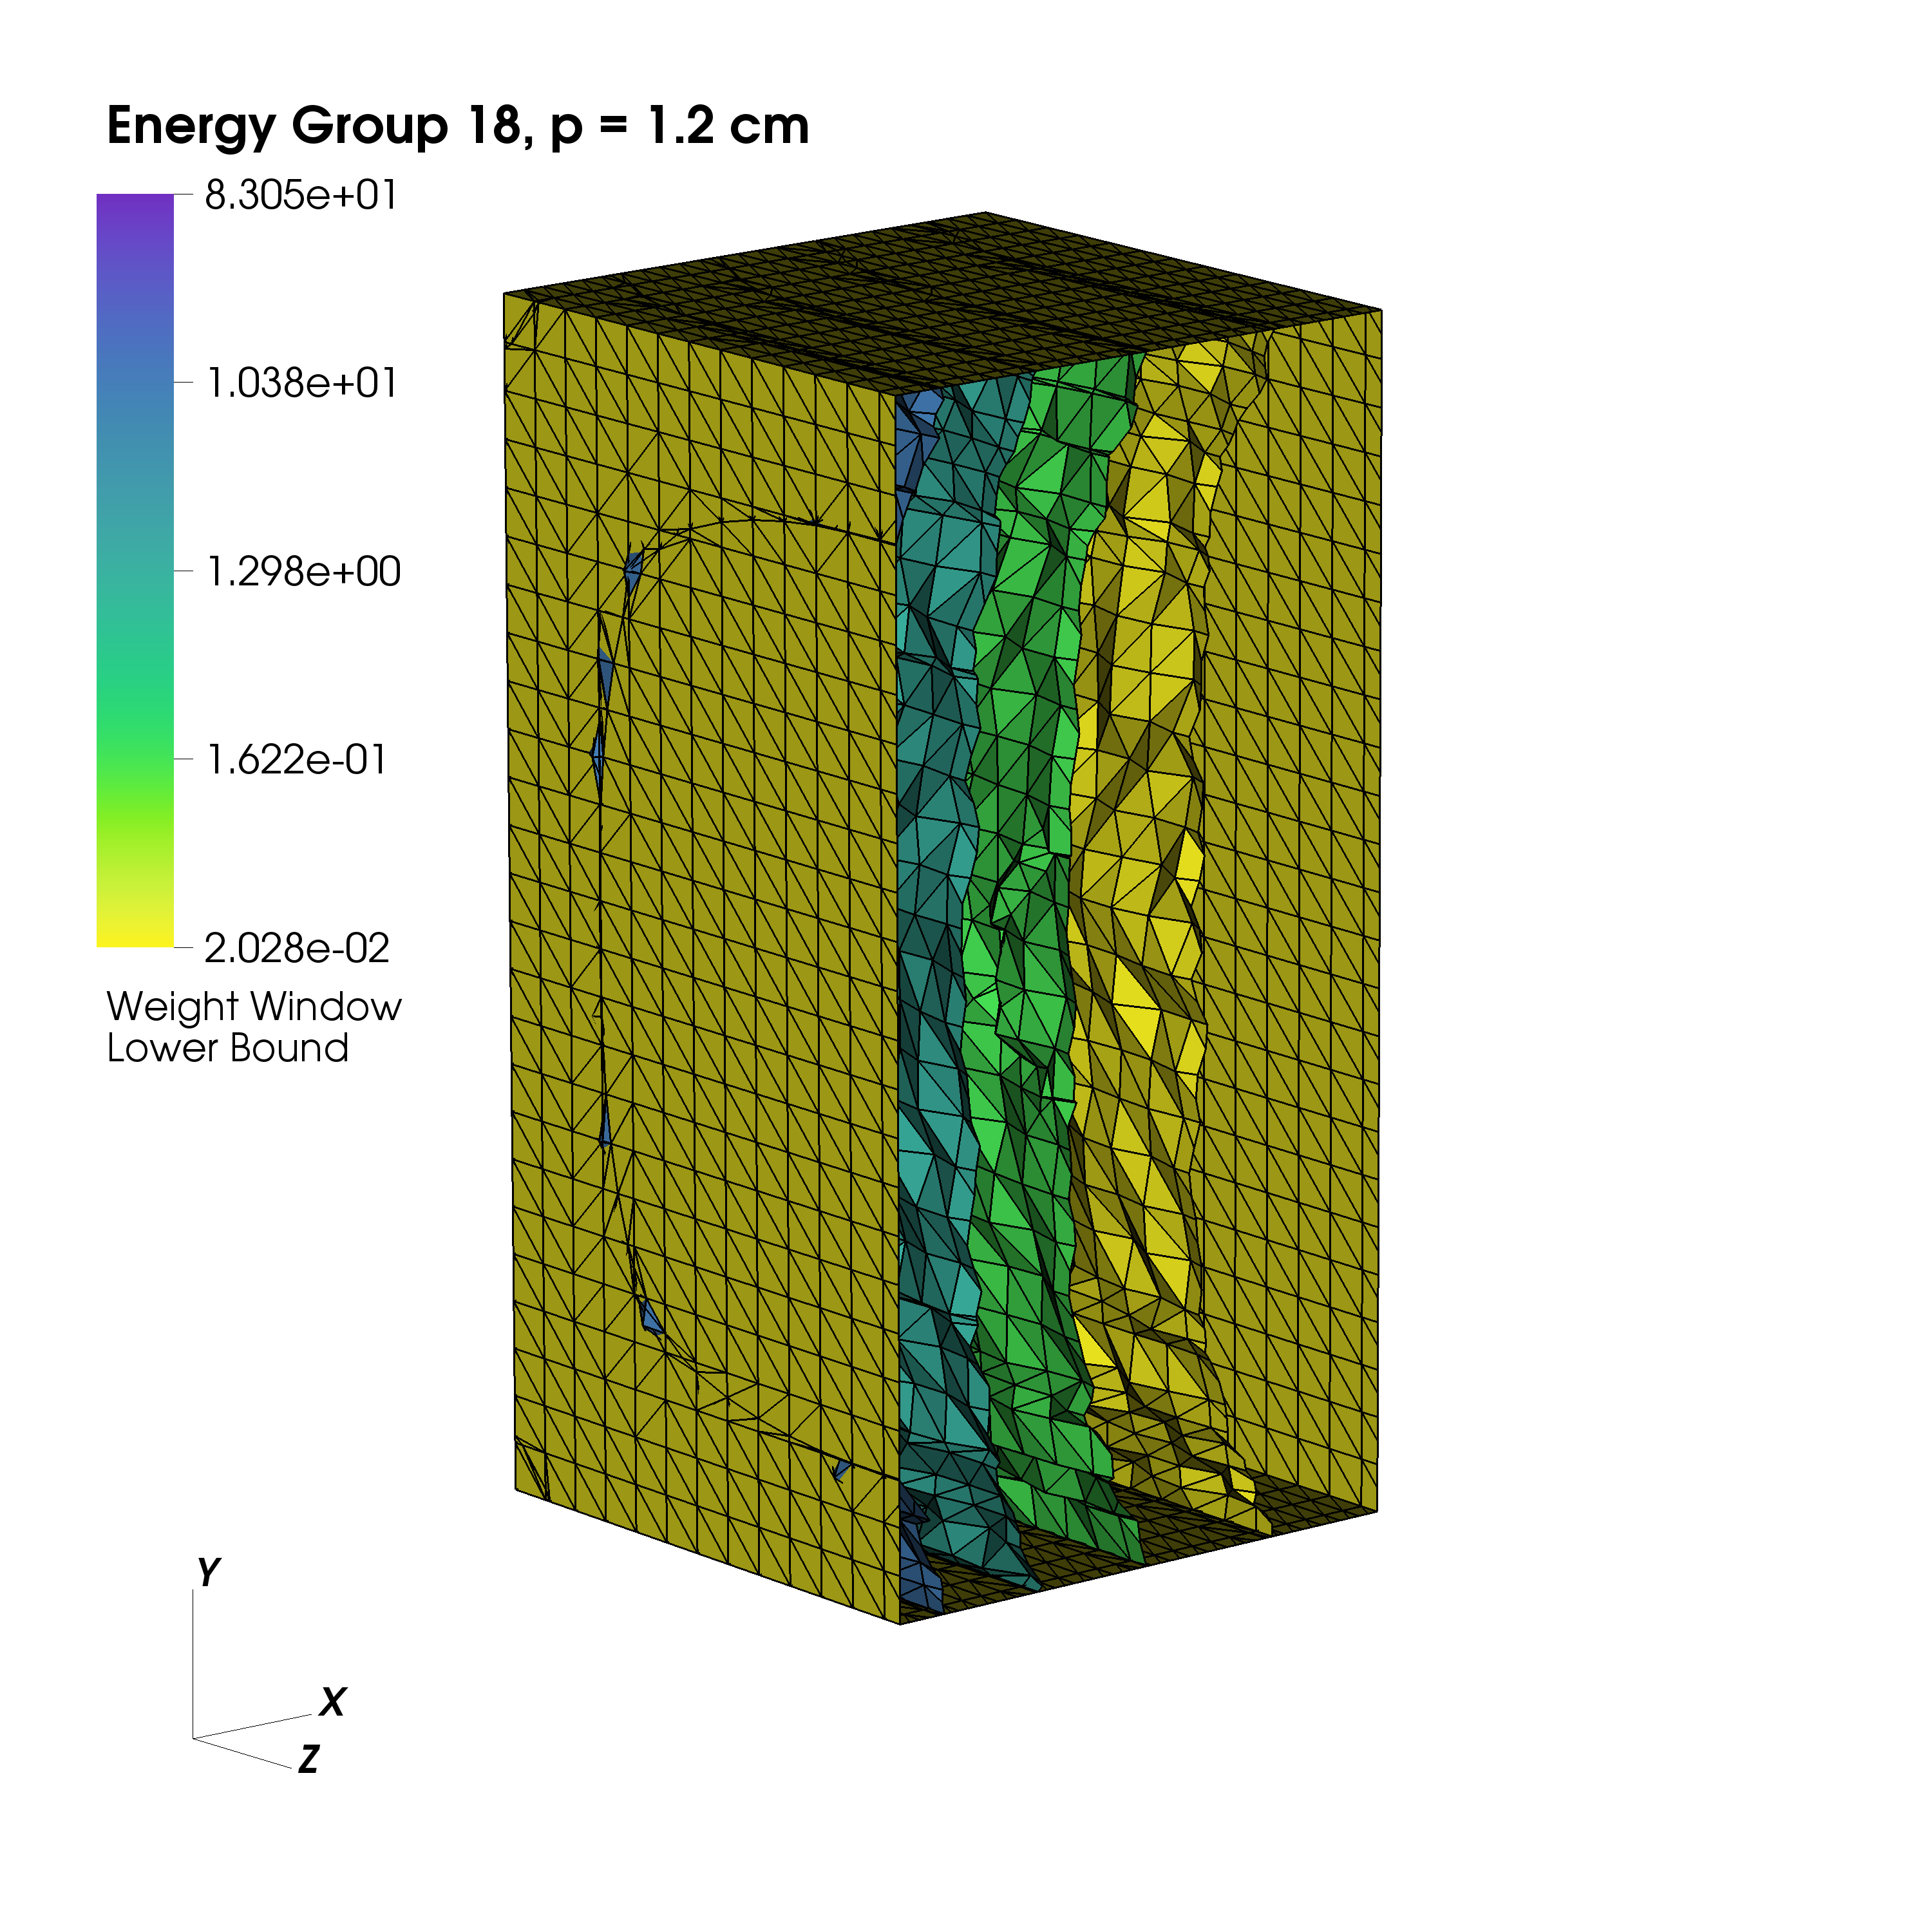 Energy Group 18, p = 1.2 cm
8.305e+01
1.038e+01
1.298e+00
1.622e-01
2.028e-02
Weight Window
Lower Bound
Y
X
Z